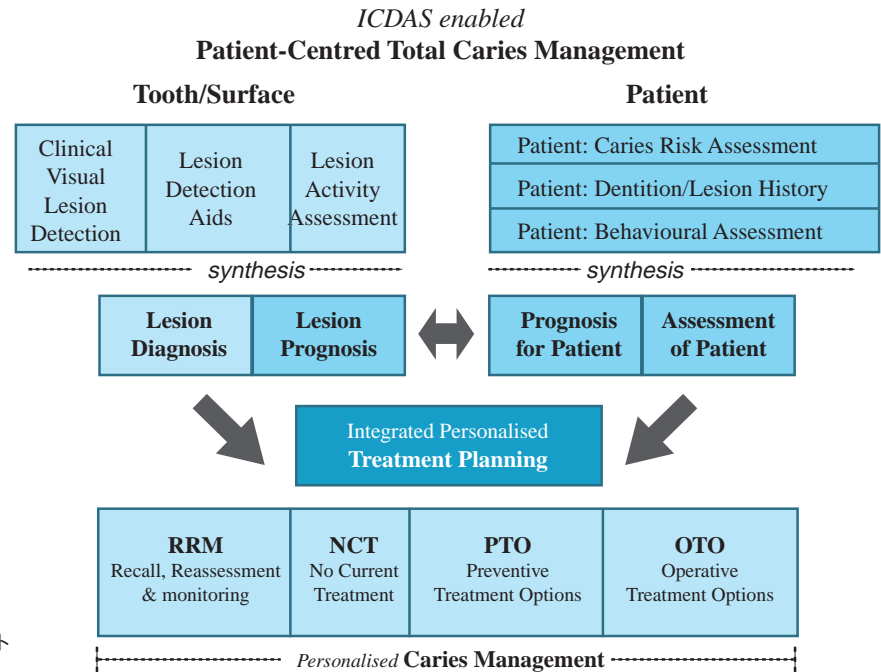 ICDAS enabled
Patient-Centred Total Caries Management
Tooth/Surface
Patient
Clinical
Visual
Lesion
Detection
Lesion
Detection
Aids
Lesion
Activity
Assessment
Patient: Caries Risk Assessment
Patient: Dentition/Lesion History
Patient: Behavioural Assessment
synthesis
synthesis
Lesion
Diagnosis
Lesion
Prognosis
Prognosis
for Patient
Assessment
of Patient
Integrated Personalised
Treatment Planning
RRM
Recall, Reassessment
& monitoring
NCT
No Current
Treatment
PTO
Preventive
Treatment Options
OTO
Operative
Treatment Options
ト
Personalised Caries Management